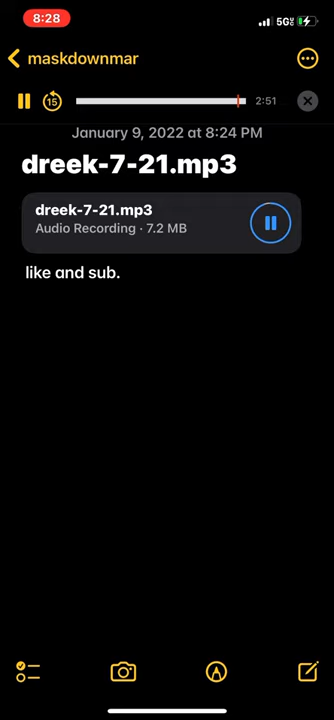 8:28
5G
maskdownmar
15
2:51
January 9, 2022 at 8:24 PM
dreek-7-21.mp3
dreek-7-21.mp3
Audio Recording · 7.2 MB
like and sub.